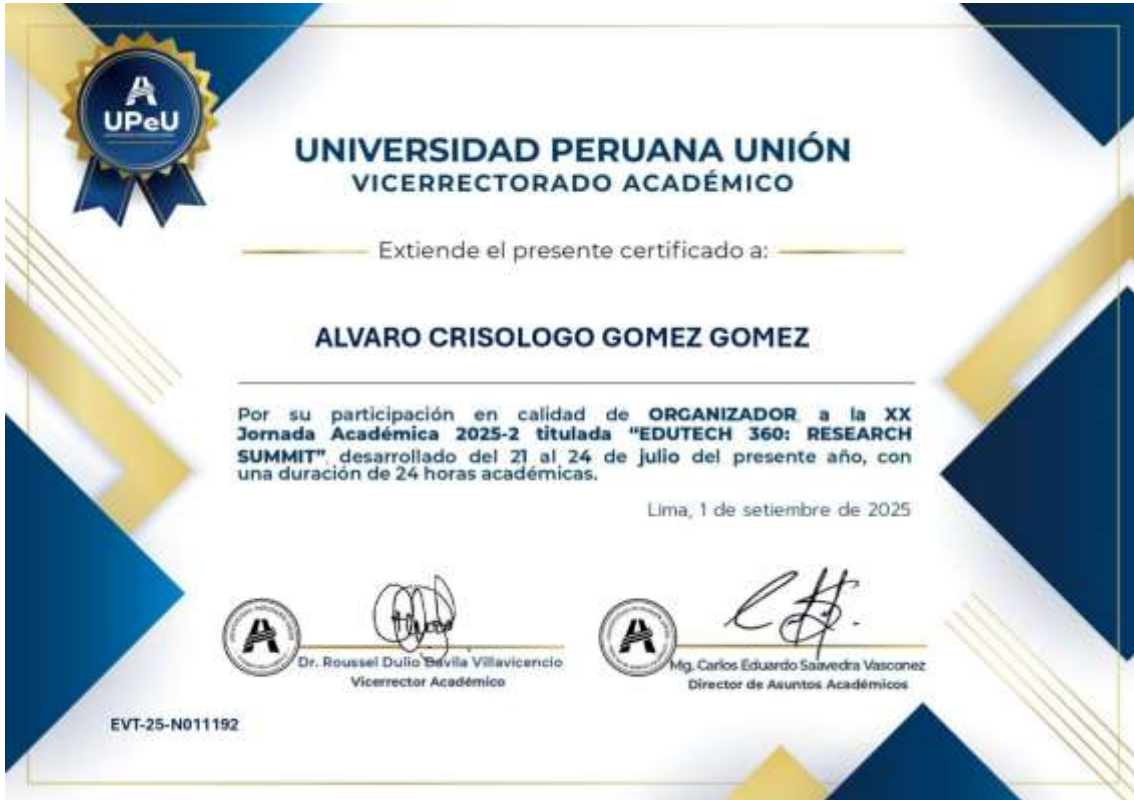 UPeU
UNIVERSIDAD PERUANA UNIÓN
VICERRECTORADO ACADÉMICO
Extiende el presente certificado a:
ALVARO CRISOLOGO GOMEZ GOMEZ
Por su participación en calidad de ORGANIZADOR a la XX
Jornada Académica 2025-2 titulada “EDUTECH 360: RESEARCH
SUMMIT” desarrollado del 21 al 24 de julio del presente año, con
una duración de 24 horas académicas.
Lima, 1 de setiembre de 2025
Dr. Roussel Dulio Davila Villavicencio
Vicerrector Académico
Mg. Carlos Eduardo Saavedra Vasconez
Director de Asuntos Académicos
EVT-25-N011192